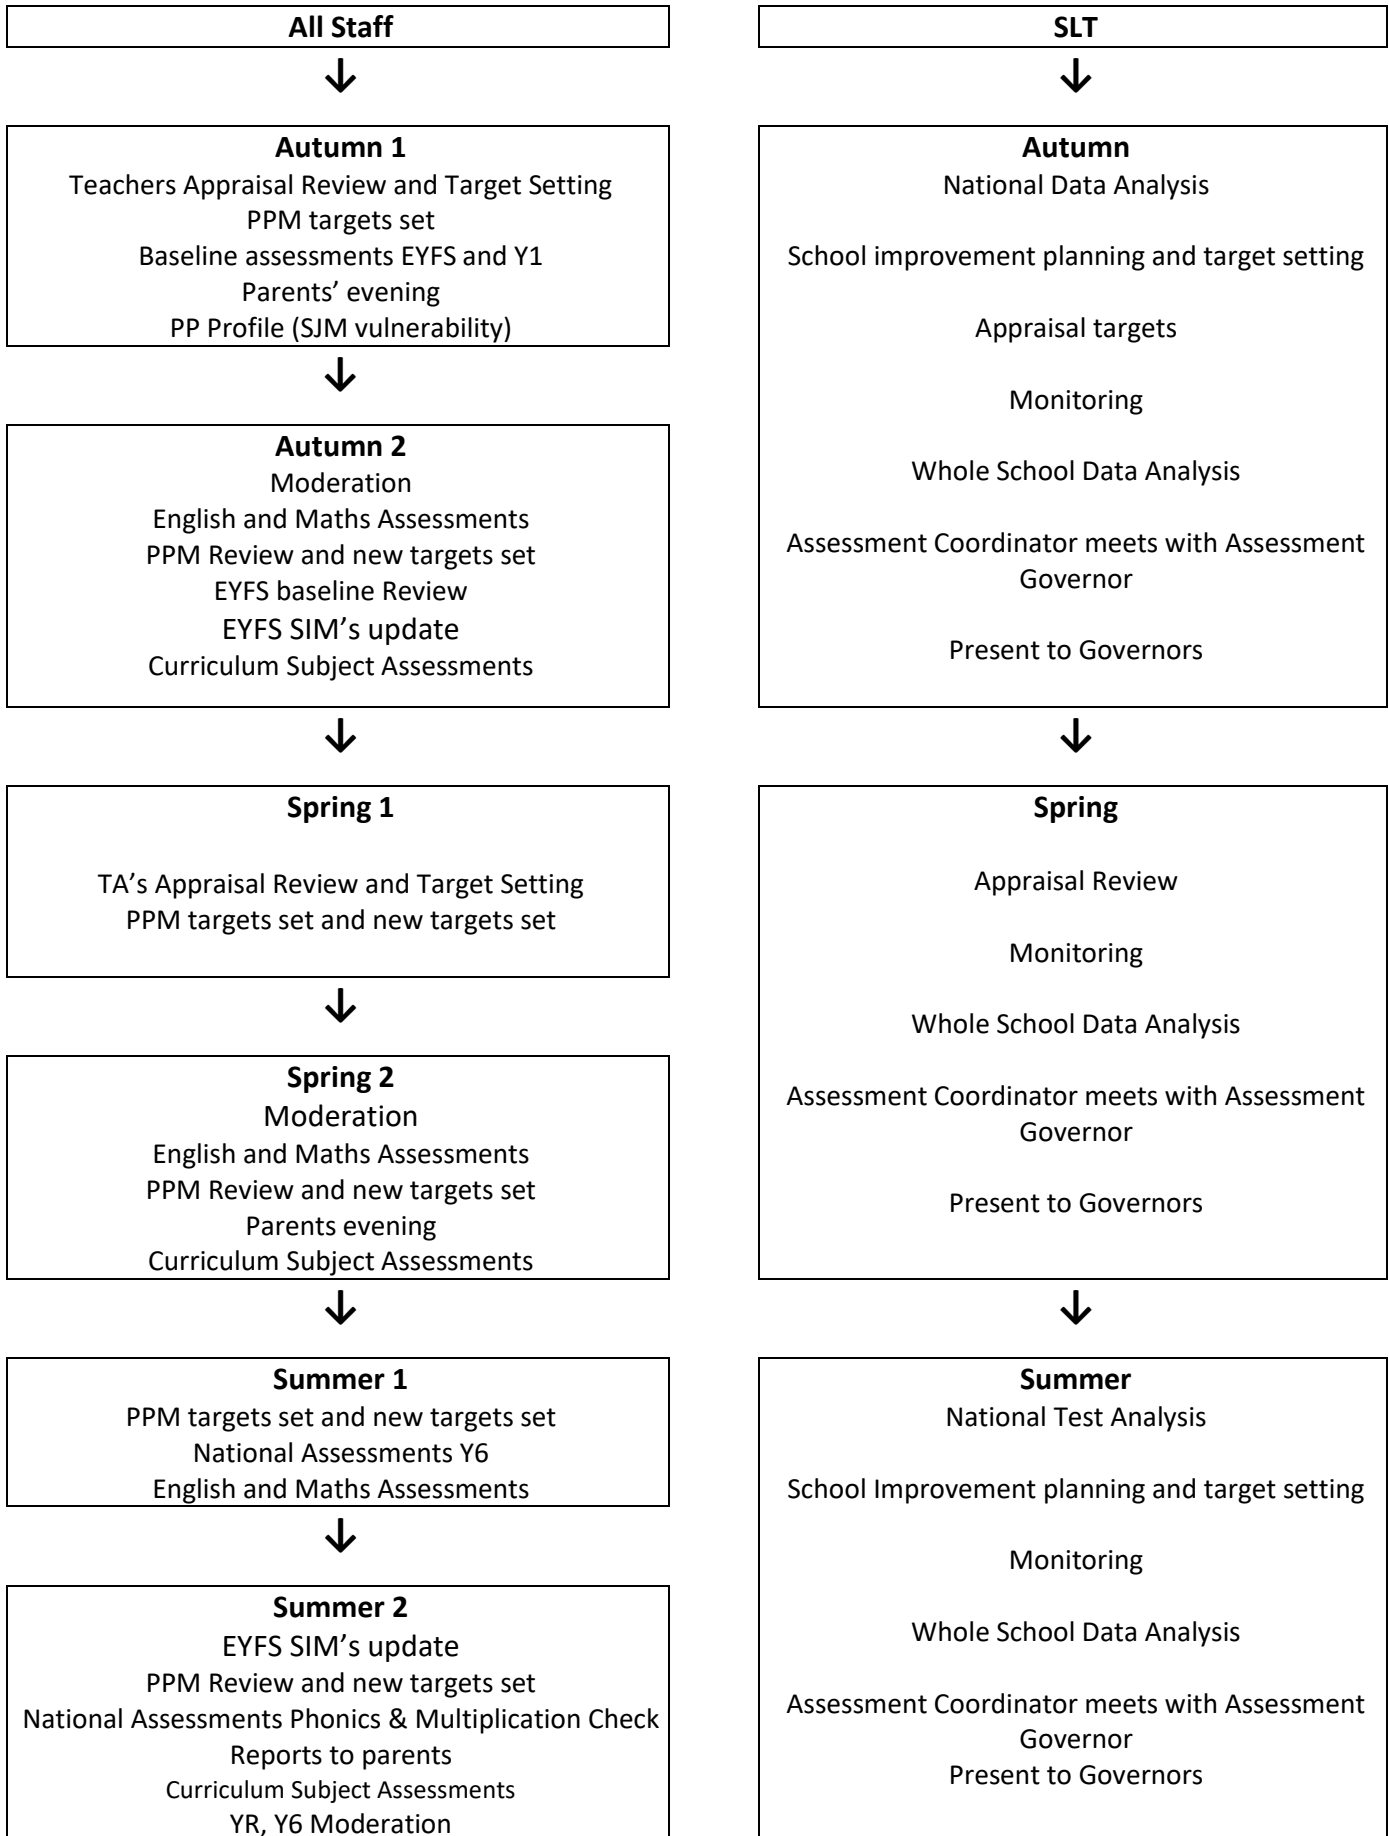 All Staff
Autumn 1
Teachers Appraisal Review and Target Setting
PPM targets set
Baseline assessments EYFS and Y1
Parents’ evening
PP Profile (SJM vulnerability)
Autumn 2
Moderation
English and Maths Assessments
PPM Review and new targets set
EYFS baseline Review
EYFS SIM’s update
Curriculum Subject Assessments
Spring 1
TA’s Appraisal Review and Target Setting
PPM targets set and new targets set
Spring 2
Moderation
English and Maths Assessments
PPM Review and new targets set
Parents evening
Curriculum Subject Assessments
Summer 1
PPM targets set and new targets set
National Assessments Y6
English and Maths Assessments
Summer 2
EYFS SIM’s update
PPM Review and new targets set
National Assessments Phonics & Multiplication Check
Reports to parents
Curriculum Subject Assessments
YR, Y6 Moderation
SLT
Autumn
National Data Analysis
School improvement planning and target setting
Appraisal targets
Monitoring
Whole School Data Analysis
Assessment Coordinator meets with Assessment
Governor
Present to Governors
Spring
Appraisal Review
Monitoring
Whole School Data Analysis
Assessment Coordinator meets with Assessment
Governor
Present to Governors
Summer
National Test Analysis
School Improvement planning and target setting
Monitoring
Whole School Data Analysis
Assessment Coordinator meets with Assessment
Governor
Present to Governors